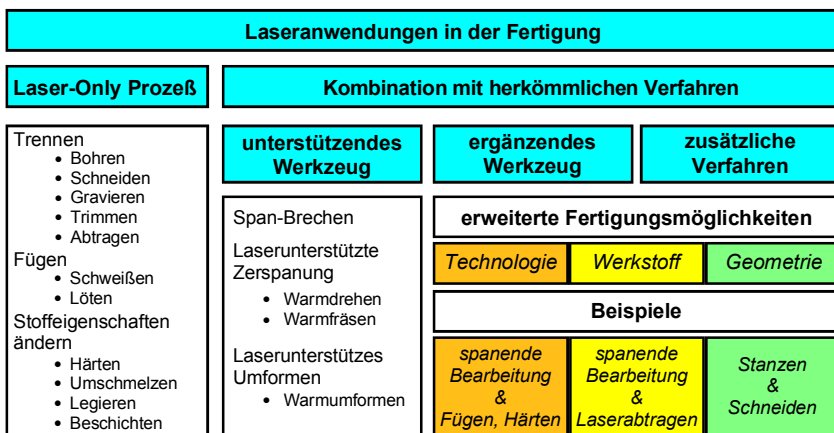 Laseranwendungen in der Fertigung
Laser-Only Prozeß
Kombination mit herkömmlichen Verfahren
Trennen
• Bohren
• Schneiden
• Gravieren
• Trimmen
• Abtragen
Fügen
• Schweißen
• Löten
Stoffeigenschaften
ändern
• Härten
• Umschmelzen
• Legieren
• Beschichten
unterstützendes
Werkzeug
Span-Brechen
Laserunterstützte
Zerspanung
• Warmdrehen
• Warmfräsen
Laserunterstützes
Umformen
• Warmumformen
ergänzendes
Werkzeug
zusätzliche
Verfahren
erweiterte Fertigungsmöglichkeiten
Technologie
Werkstoff
Geometrie
Beispiele
spanende
Bearbeitung
&
Fügen, Härten
spanende
Bearbeitung
&
Laserabtragen
Stanzen
&
Schneiden